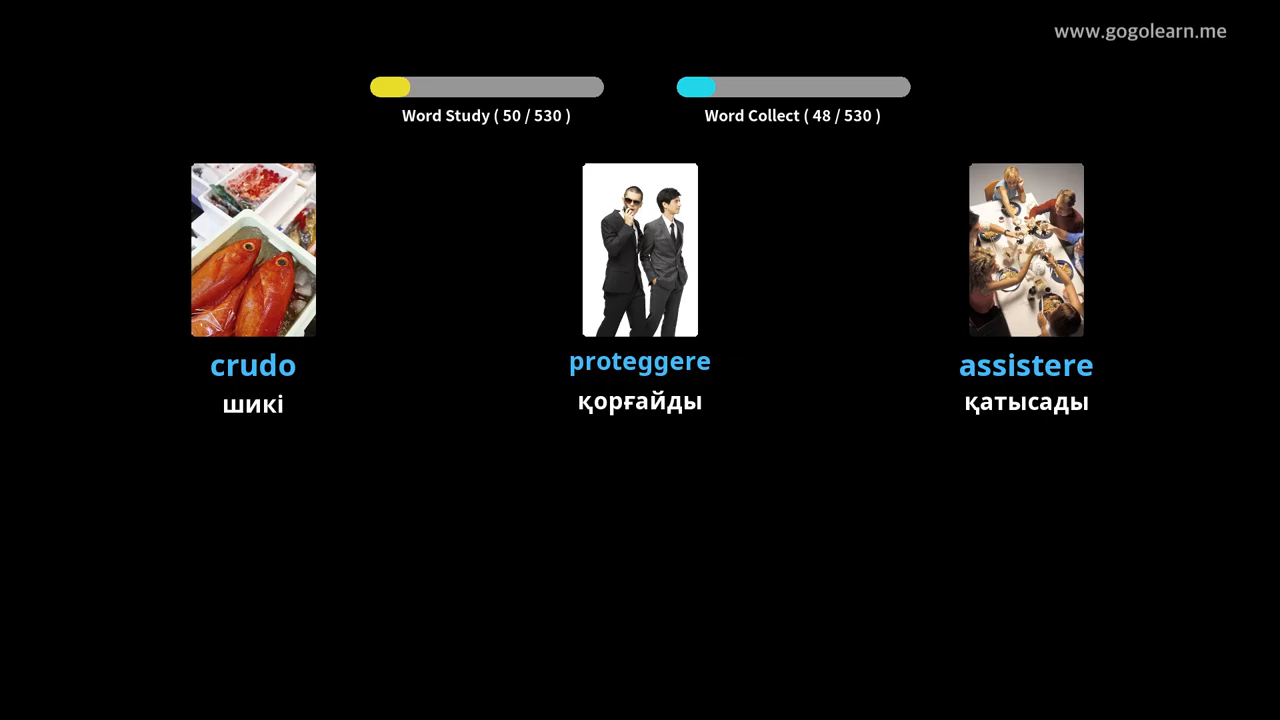 www.gogolearn.me
Word Study ( 50 / 530 )
Word Collect ( 48 / 530 )
crudo
шикі
proteggere
қорғайды
assistere
қатысады